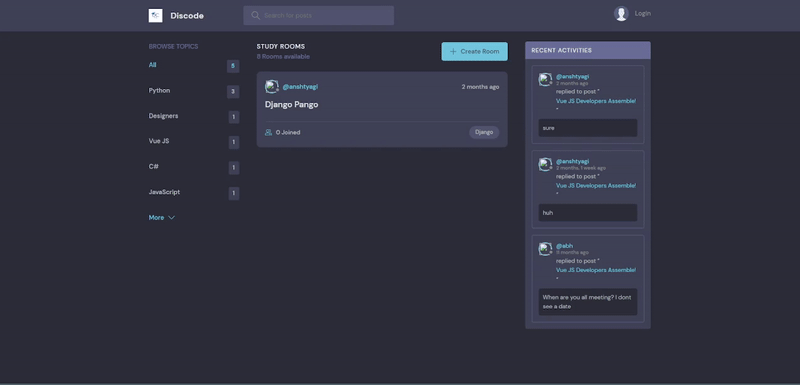 Discode
Search for posts
Login
BROWSE TOPICS
All 5
Python 3
Designers 1
Vue JS 1
C# 1
JavaScript 1
More
STUDY ROOMS
8 Rooms available
Create Room
@anshtyagi 2 months ago
Django Pango
0 Joined Django
RECENT ACTIVITIES
@anshtyagi
2 months ago
replied to post "
Vue JS Developers Assemble!
"
sure
@anshtyagi
2 months, 1 week ago
replied to post "
Vue JS Developers Assemble!
"
huh
@abh
months ago
replied to post "
Vue JS Developers Assemble!
"
When are you all meeting? I dont
see a date